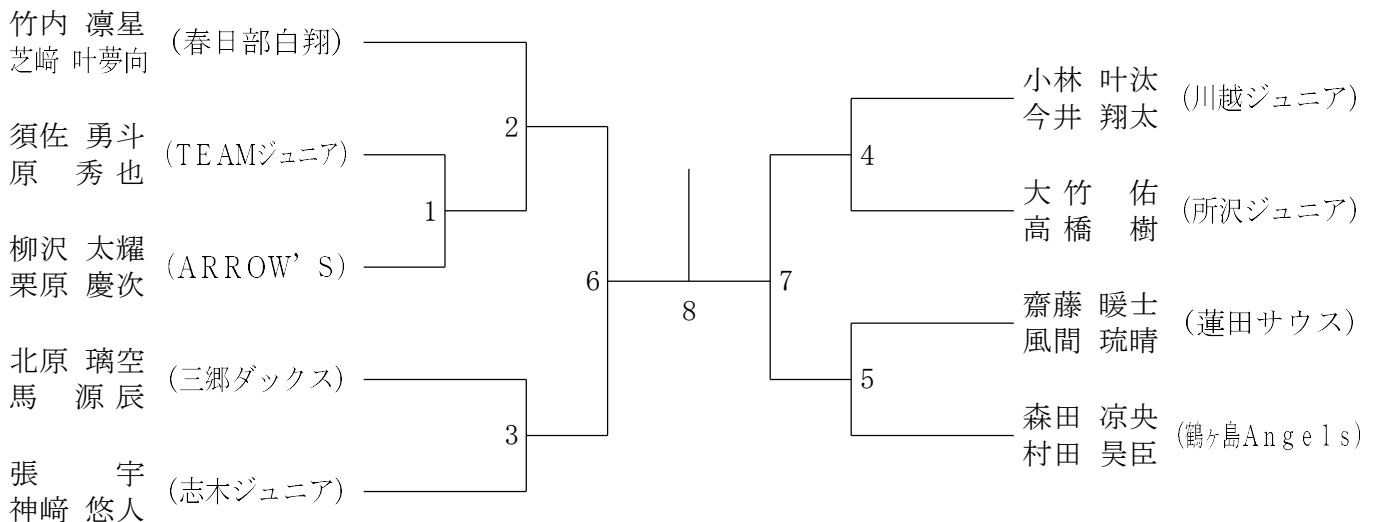 竹内 凛星
芝﨑 叶夢向
(春日部白翔)
須佐 勇斗
原 秀也
(TEAMジュニア)
柳沢 太耀
栗原 慶次
(ARROW'S)
北原 璃空
馬 源辰
(三郷ダックス)
張 宇
神﨑 悠人
(志木ジュニア)
1
2
3
6
8
7
4
5
小林 叶汰
今井 翔太
(川越ジュニア)
大竹 佑
高橋 樹
(所沢ジュニア)
齋藤 暖士
風間 琉晴
(蓮田サウス)
森田 凉央
村田 昊臣
(鶴ヶ島Angels)